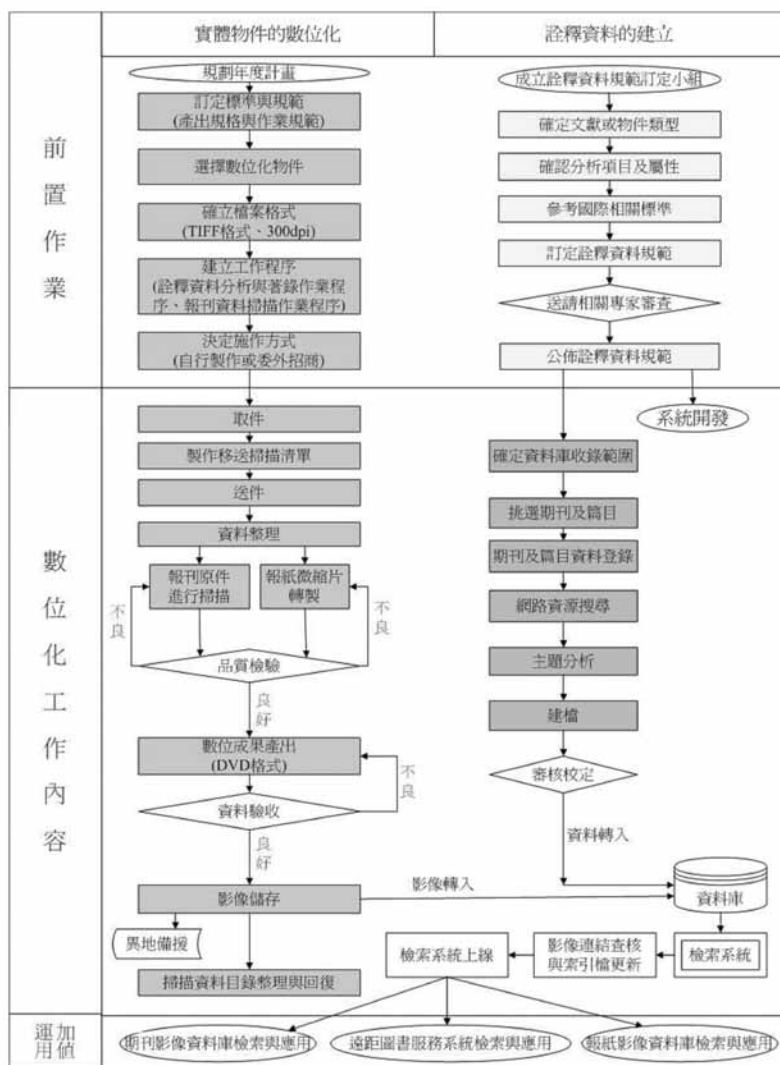 實體物件的數位化
詮釋資料的建立
前置作業
規劃年度計畫
訂定標準與規範
(產出規格與作業規範)
選擇數位化物件
確立檔案格式
(TIFF格式、300dpi)
建立工作程序
(詮釋資料分析與著錄作業程
序、報刊資料掃描作業程序)
決定施作方式
(自行製作或委外招商)
成立詮釋資料規範訂定小組
確定文獻或物件類型
確認分析項目及屬性
參考國際相關標準
訂定詮釋資料規範
送請相關專家審查
公佈詮釋資料規範
系統開發
數位化工作內容
取件
製作移送掃描清單
送件
資料整理
報刊原件
進行掃描
報紙微縮片
轉製
不良
不良
品質檢驗
良好
數位成果產出
(DVD格式)
不良
資料驗收
良好
影像儲存
異地備援
掃描資料目錄整理與回復
確定資料庫收錄範圍
挑選期刊及篇目
期刊及篇目資料登錄
網路資源搜尋
主題分析
建檔
審核校定
資料轉入
影像轉入
資料庫
檢索系統
影像連結查核
與索引檔更新
檢索系統上線
加值運用
期刊影像資料庫檢索與應用
遠距圖書服務系統檢索與應用
報紙影像資料庫檢索與應用